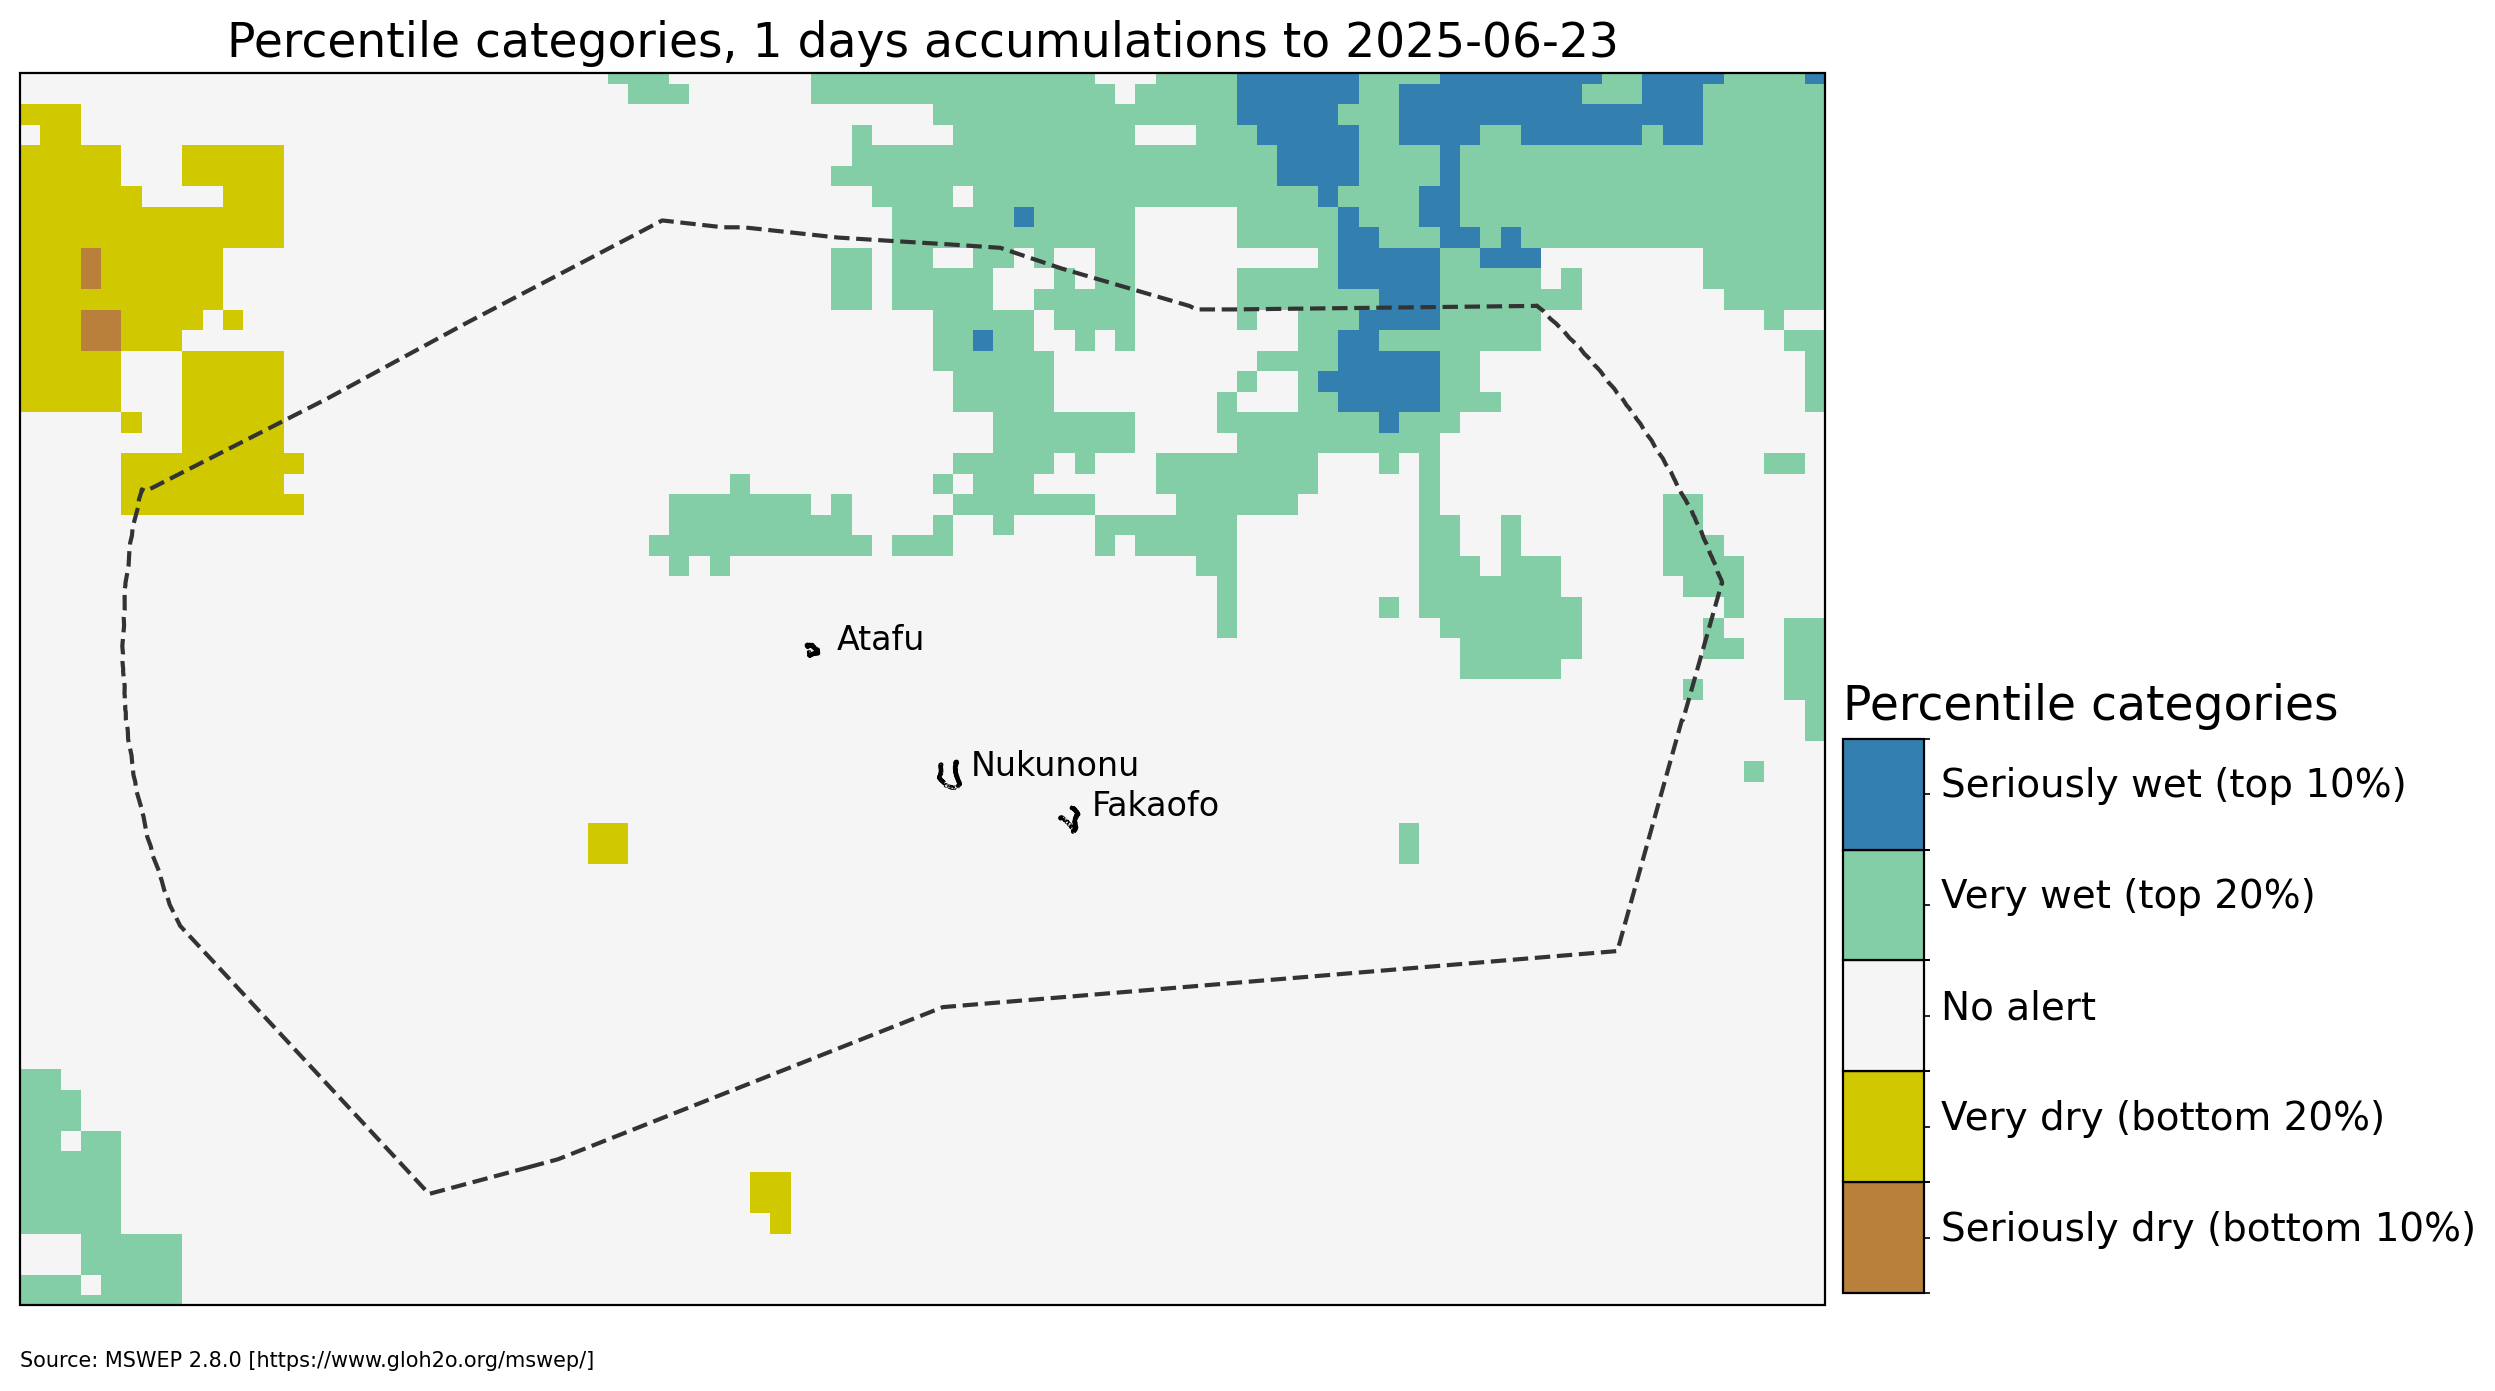 Percentile categories, 1 days accumulations to 2025-06-23
Atafu
Nukunonu
Fakaofo
Percentile categories
Seriously wet (top 10%)
Very wet (top 20%)
No alert
Very dry (bottom 20%)
Seriously dry (bottom 10%)
Source: MSWEP 2.8.0 [https://www.gloh2o.org/mswep/]